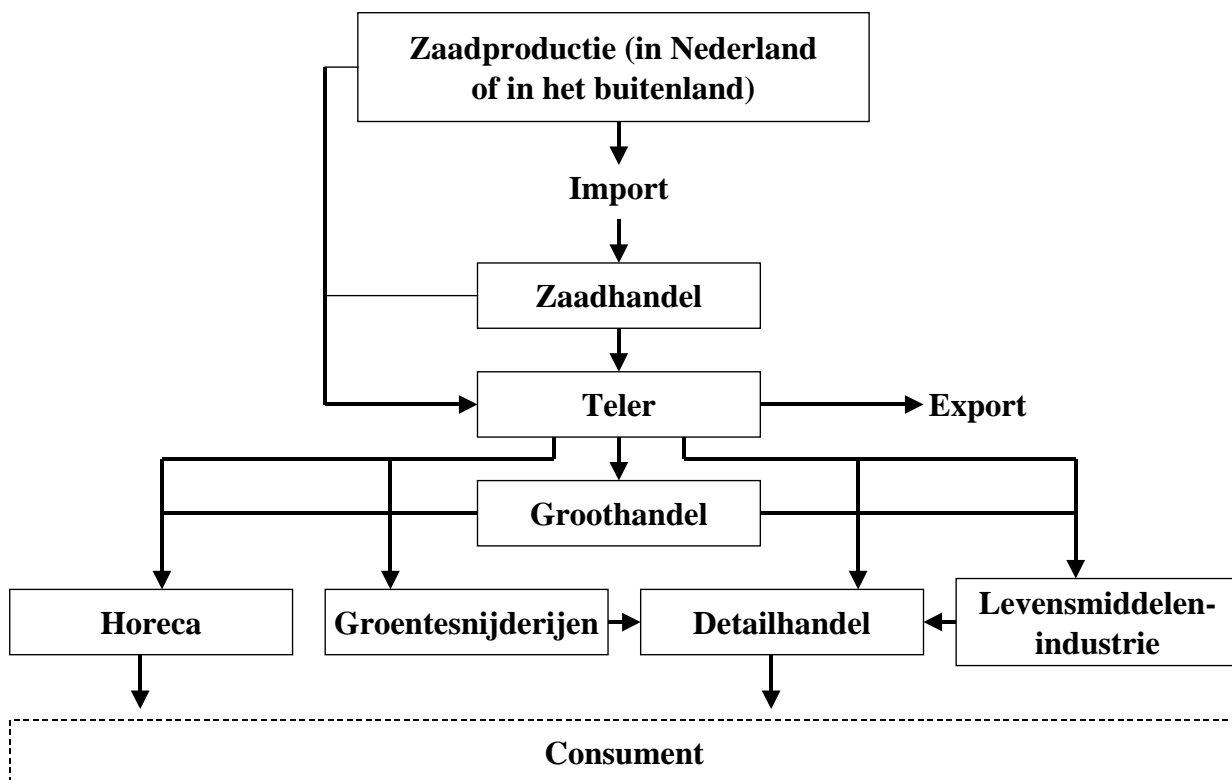 Zaadproductie (in Nederland
of in het buitenland)
Import
Zaadhandel
Teler
Export
Groothandel
Horeca
Groentesnijderijen
Detailhandel
Levensmiddelen-
industrie
Consument